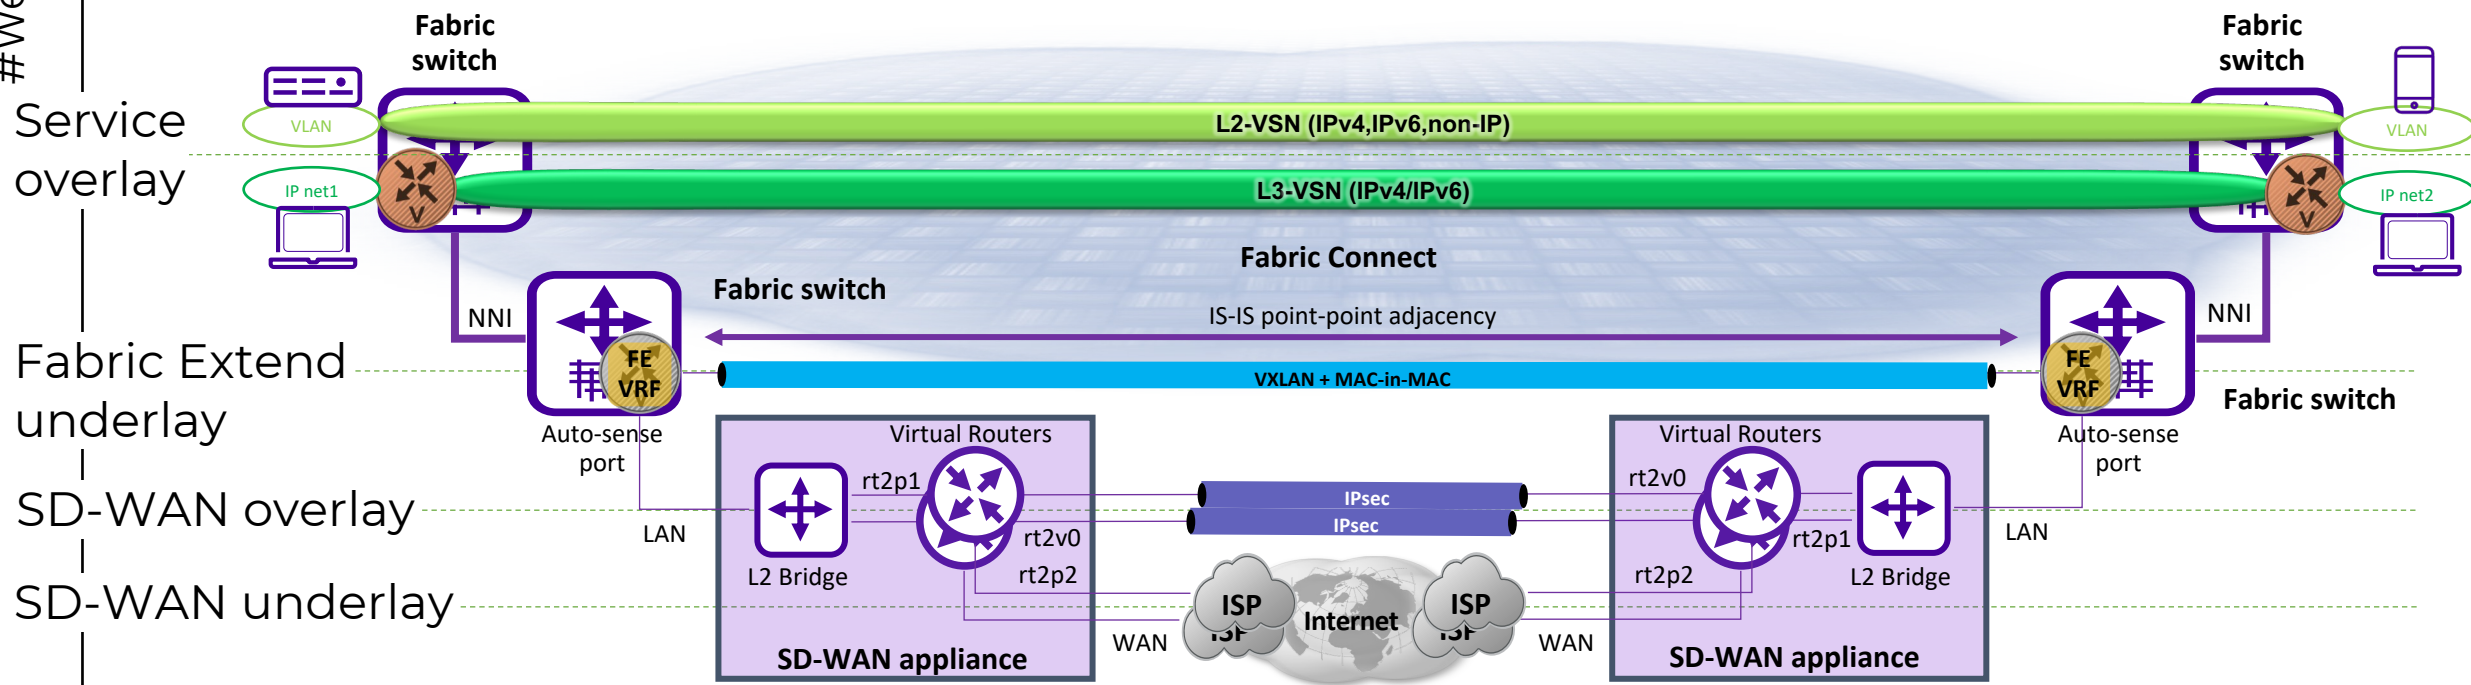 #We
Fabric
switch
Fabric
switch
Service
overlay
VLAN
L2-VSN (IPv4,IPv6,non-IP)
VLAN
IP net1
V
L3-VSN (IPv4/IPv6)
V
IP net2
Fabric Connect
Fabric switch
NNI
IS-IS point-point adjacency
NNI
Fabric Extend
underlay
FE
VRF
VXLAN + MAC-in-MAC
FE
VRF
Fabric switch
Auto-sense
port
Virtual Routers
Virtual Routers
Auto-sense
port
SD-WAN overlay
rt2p1
IPsec
IPsec
rt2v0
LAN
rt2v0
rt2p1
LAN
L2 Bridge
rt2p2
rt2p2
L2 Bridge
SD-WAN underlay
ISP
ISP
Internet
ISP
ISP
WAN
WAN
SD-WAN appliance
SD-WAN appliance